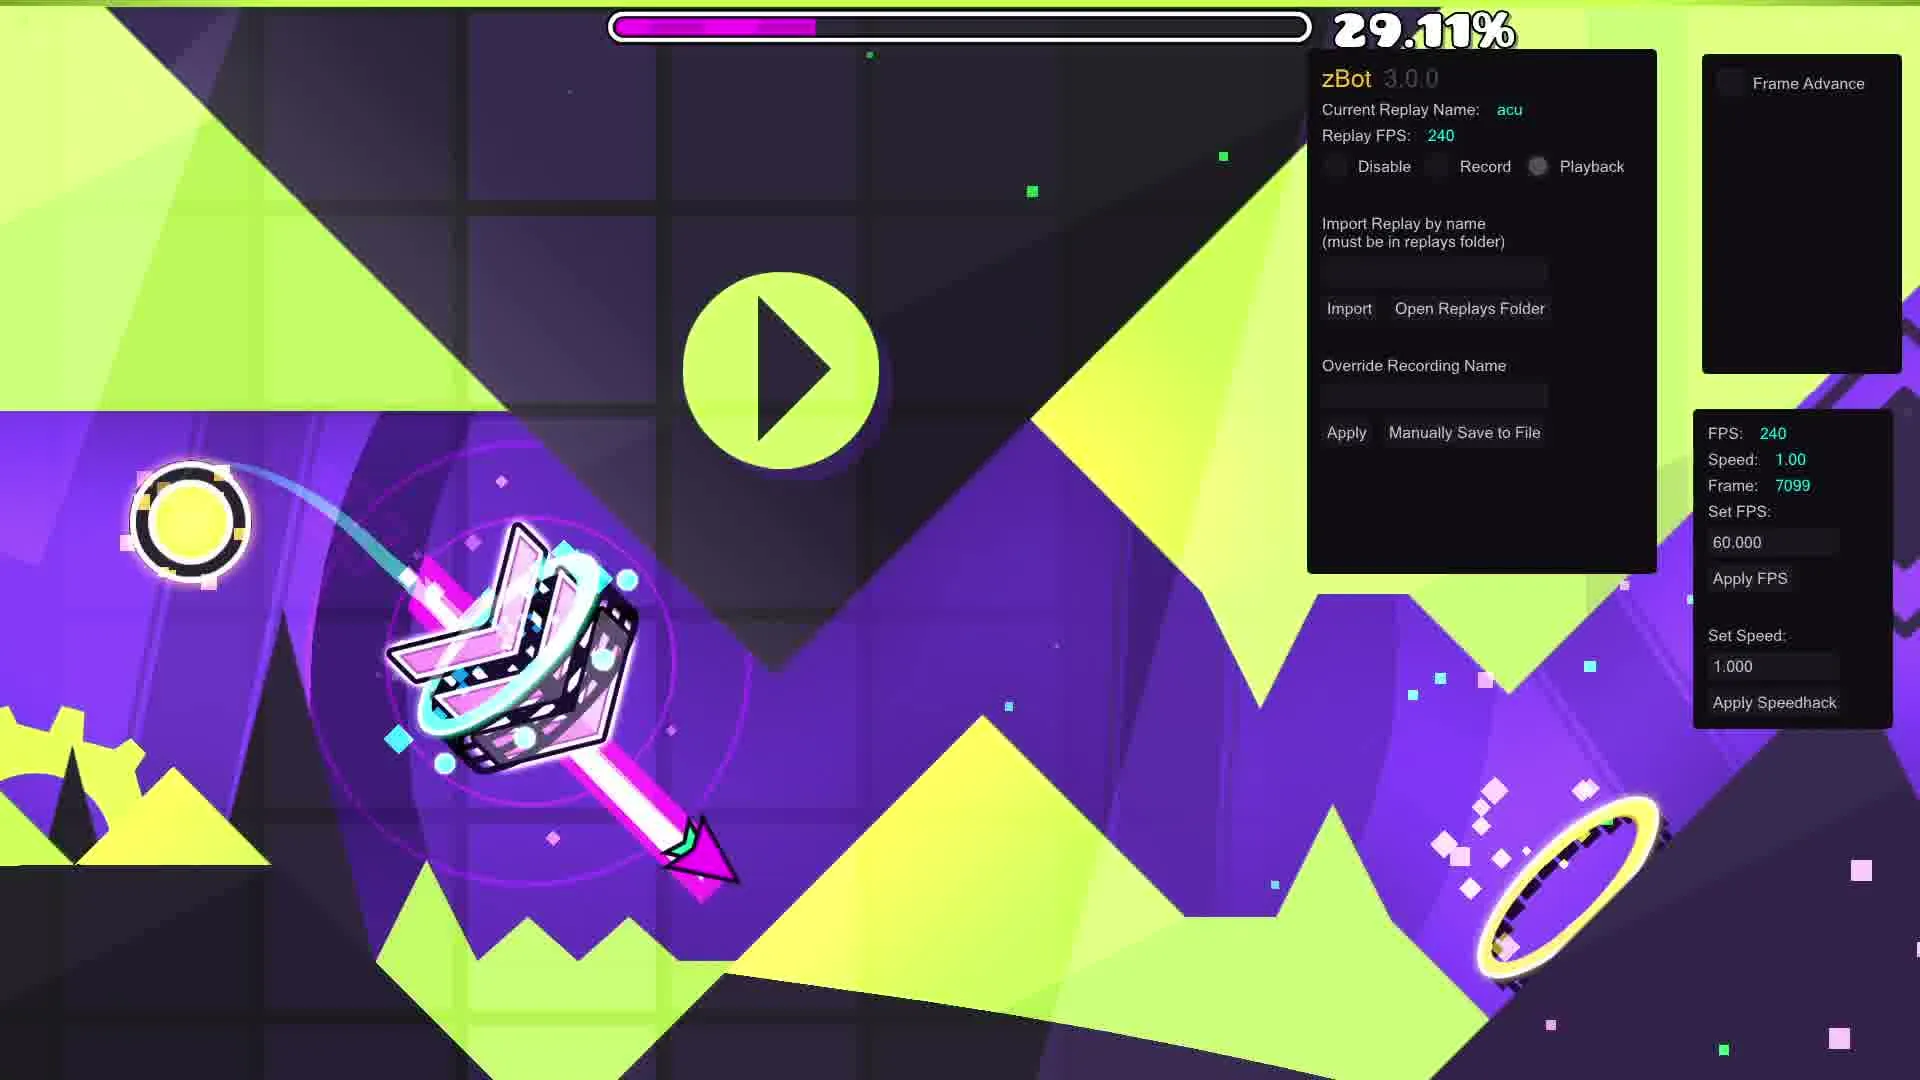 29.11%
zBot 3.0.0
Current Replay Name: acu
Replay FPS: 240
Disable Record Playback
Import Replay by name
(must be in replays folder)
Import Open Replays Folder
Override Recording Name
Apply Manually Save to File
Frame Advance
FPS: 240
Speed: 1.00
Frame: 7099
Set FPS:
60.000
Apply FPS
Set Speed:
1.000
Apply Speedhack